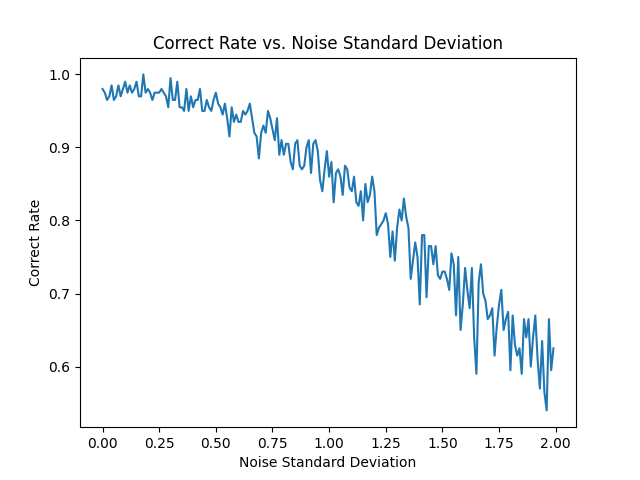 Correct Rate vs. Noise Standard Deviation
1.0
0.9
0.8
0.7
0.6
Correct Rate
0.00 0.25 0.50 0.75 1.00 1.25 1.50 1.75 2.00
Noise Standard Deviation